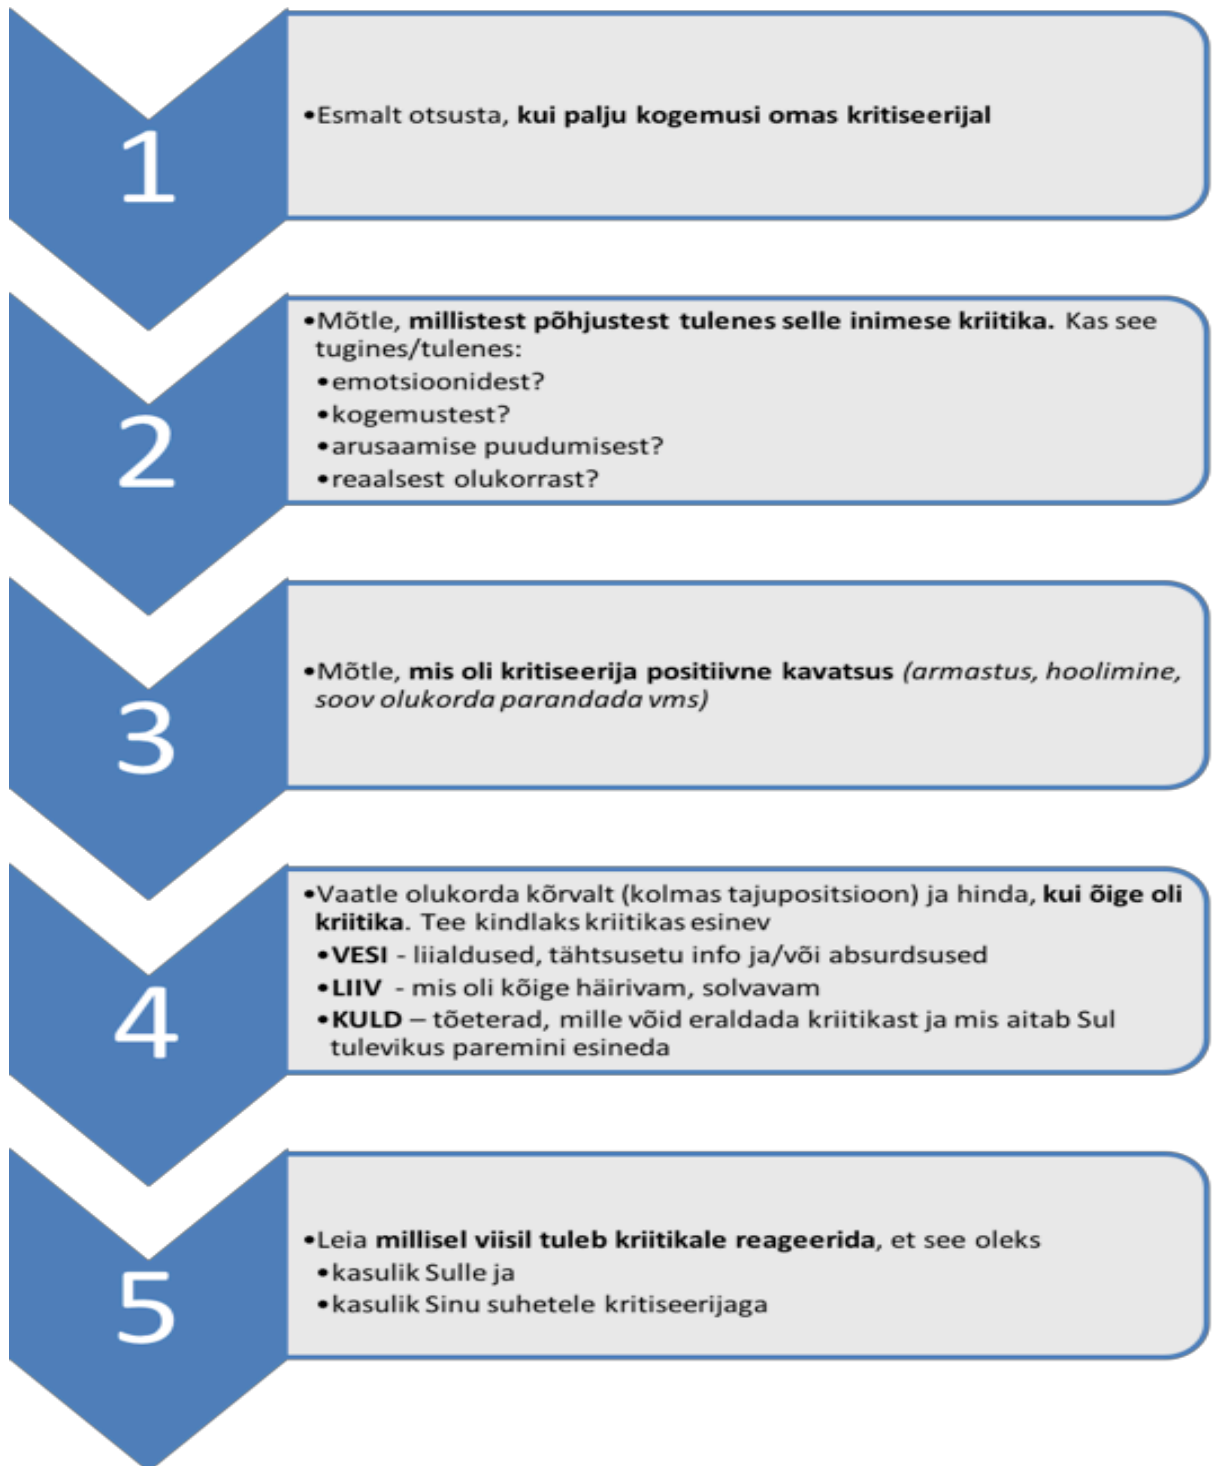 1
•Esmalt otsusta, kui palju kogemusi omas kritiseerijal
2
•Mõtle, millistest põhjustest tulenes selle inimese kriitika. Kas see
tugines/tulenes:
•emotsioonidest?
•kogemustest?
•arusaamise puudumisest?
•reaalsest olukorrast?
3
•Mõtle, mis oli kritiseerija positiivne kavatsus (armastus, hoolimine,
soov olukorda parandada vms)
4
•Vaatle olukorda kõrvalt (kolmas tajupositsioon) ja hinda, kui õige oli
kriitika. Tee kindlaks kriitikas esinev
•VESI - liialdused, tähtsusetu info ja/või absurdsused
•LIIV - mis oli kõige häirivam, solvavam
•KULD – tõeterad, mille võid eraldada kriitikast ja mis aitab Sul
tulevikus paremini esineda
5
•Leia millisel viisil tuleb kriitikale reageerida, et see oleks
•kasulik Sulle ja
•kasulik Sinu suhetele kritiseerijaga